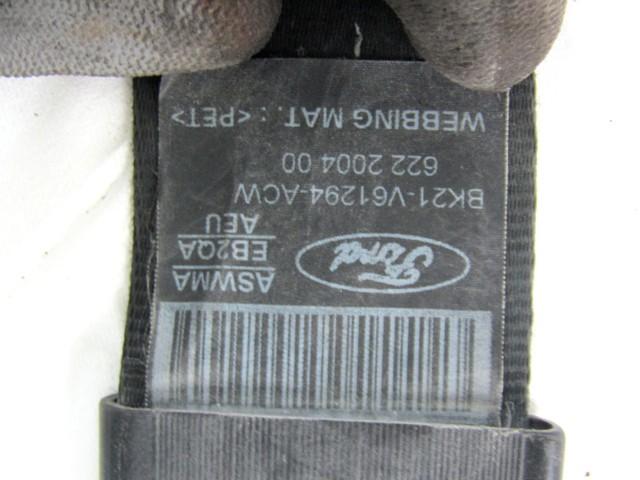 Ford
ASWMA
EB2QA
AEU
BK21-V61294-ACW
622 2004 00
WEBBING MAT. : <PET>